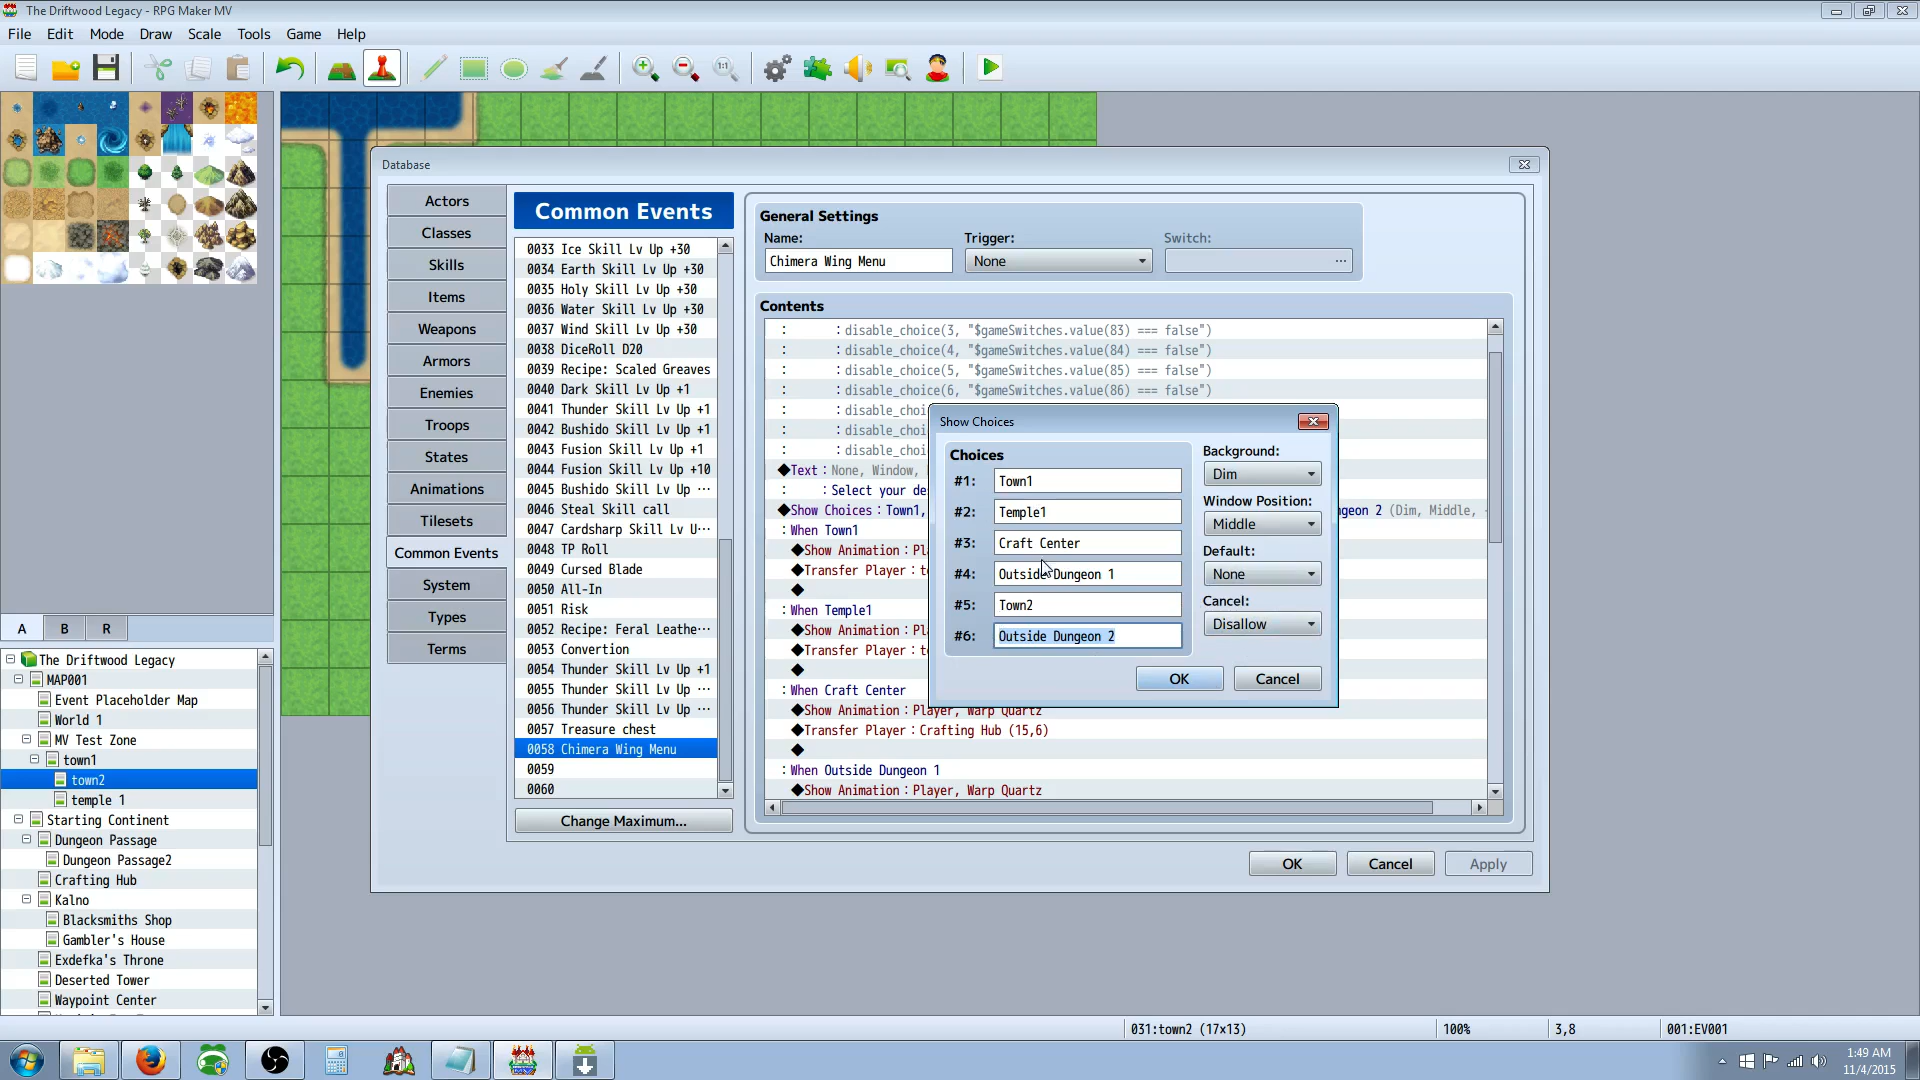 The Driftwood Legacy - RPG Maker MV
File Edit Mode Draw Scale Tools Game Help
1:1
Database
Actors
Classes
Skills
Items
Weapons
Armors
Enemies
Troops
States
Animations
Tilesets
Common Events
System
Types
Terms
Common Events
0033 Ice Skill Lv Up +30
0034 Earth Skill Lv Up +30
0035 Holy Skill Lv Up +30
0036 Water Skill Lv Up +30
0037 Wind Skill Lv Up +30
0038 DiceRoll D20
0039 Recipe: Scaled Greaves
0040 Dark Skill Lv Up +1
0041 Thunder Skill Lv Up +1
0042 Bushido Skill Lv Up +1
0043 Fusion Skill Lv Up +1
0044 Fusion Skill Lv Up +10
0045 Bushido Skill Lv Up ···
0046 Steal Skill call
0047 Cardsharp Skill Lv U···
0048 TP Roll
0049 Cursed Blade
0050 All-In
0051 Risk
0052 Recipe: Feral Leathe···
0053 Convertion
0054 Thunder Skill Lv Up +1
0055 Thunder Skill Lv Up ···
0056 Thunder Skill Lv Up ···
0057 Treasure chest
0058 Chimera Wing Menu
0059
0060
Change Maximum...
General Settings
Name: Trigger: Switch:
Chimera Wing Menu None ...
Contents
: :disable_choice(3, "$gameSwitches.value(83) === false")
: :disable_choice(4, "$gameSwitches.value(84) === false")
: :disable_choice(5, "$gameSwitches.value(85) === false")
: :disable_choice(6, "$gameSwitches.value(86) === false")
: :disable_choi
: :disable_choi
: :disable_choi
◆Text：None, Window,
: :Select your de
◆Show Choices：Town1, ngeon 2 (Dim, Middle, -
:When Town1
◆Show Animation：Pl
◆Transfer Player：t
◆
:When Temple1
◆Show Animation：Pl
◆Transfer Player：t
◆
:When Craft Center
◆Show Animation：Player, Warp Quartz
◆Transfer Player：Crafting Hub (15,6)
◆
:When Outside Dungeon 1
◆Show Animation：Player, Warp Quartz
OK Cancel Apply
Show Choices
Choices
#1: Town1
#2: Temple1
#3: Craft Center
#4: Outside Dungeon 1
#5: Town2
#6: Outside Dungeon 2
Background:
Dim
Window Position:
Middle
Default:
None
Cancel:
Disallow
OK Cancel
A B R
The Driftwood Legacy
MAP001
Event Placeholder Map
World 1
MV Test Zone
town1
town2
temple 1
Starting Continent
Dungeon Passage
Dungeon Passage2
Crafting Hub
Kalno
Blacksmiths Shop
Gambler's House
Exdefka's Throne
Deserted Tower
Waypoint Center
031:town2 (17x13) 100% 3,8 001:EV001
1:49 AM
11/4/2015